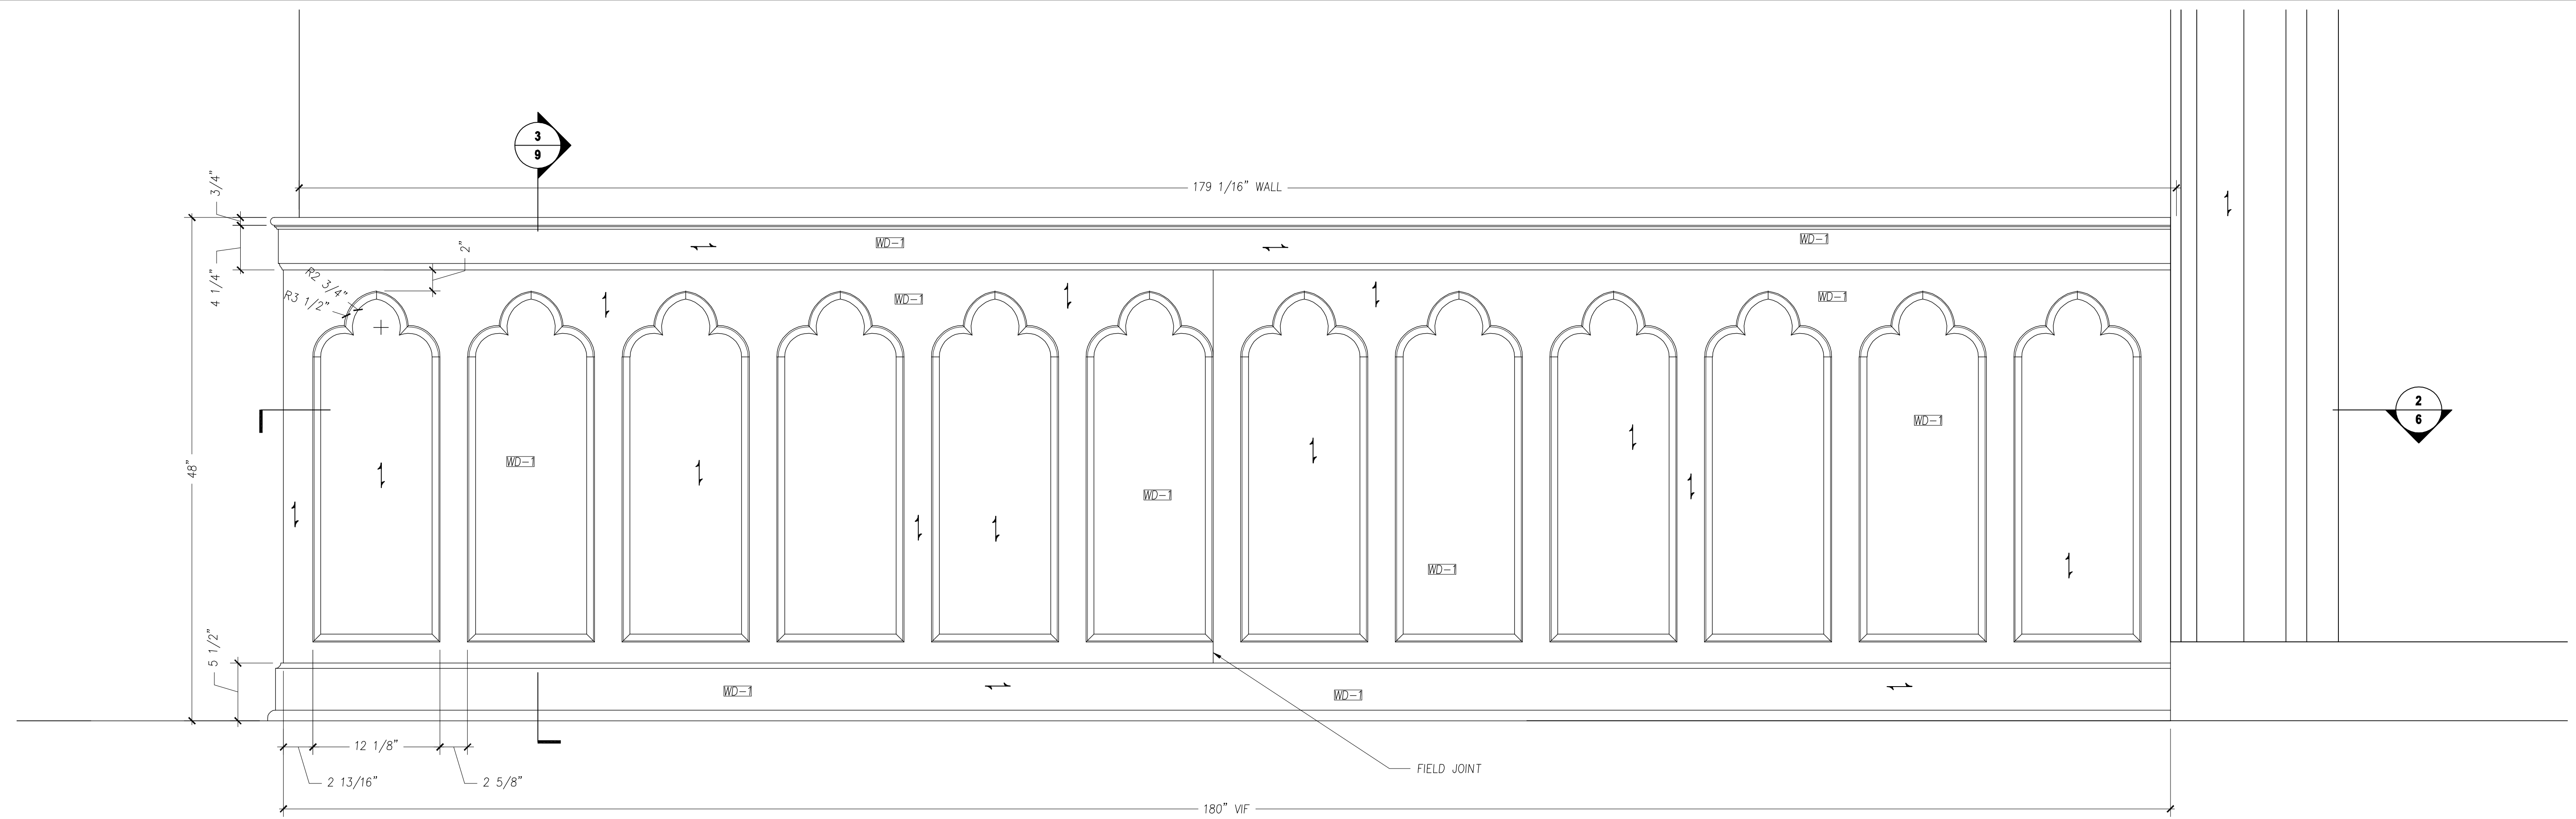 3
9
179 1/16" WALL
3/4"
2"
WD-1
WD-1
4 1/4"
R2 3/4"
R3 1/2"
WD-1
WD-1
2
6
WD-1
48"
WD-1
WD-1
WD-1
5 1/2"
WD-1
WD-1
12 1/8"
2 13/16"
2 5/8"
FIELD JOINT
180" VIF